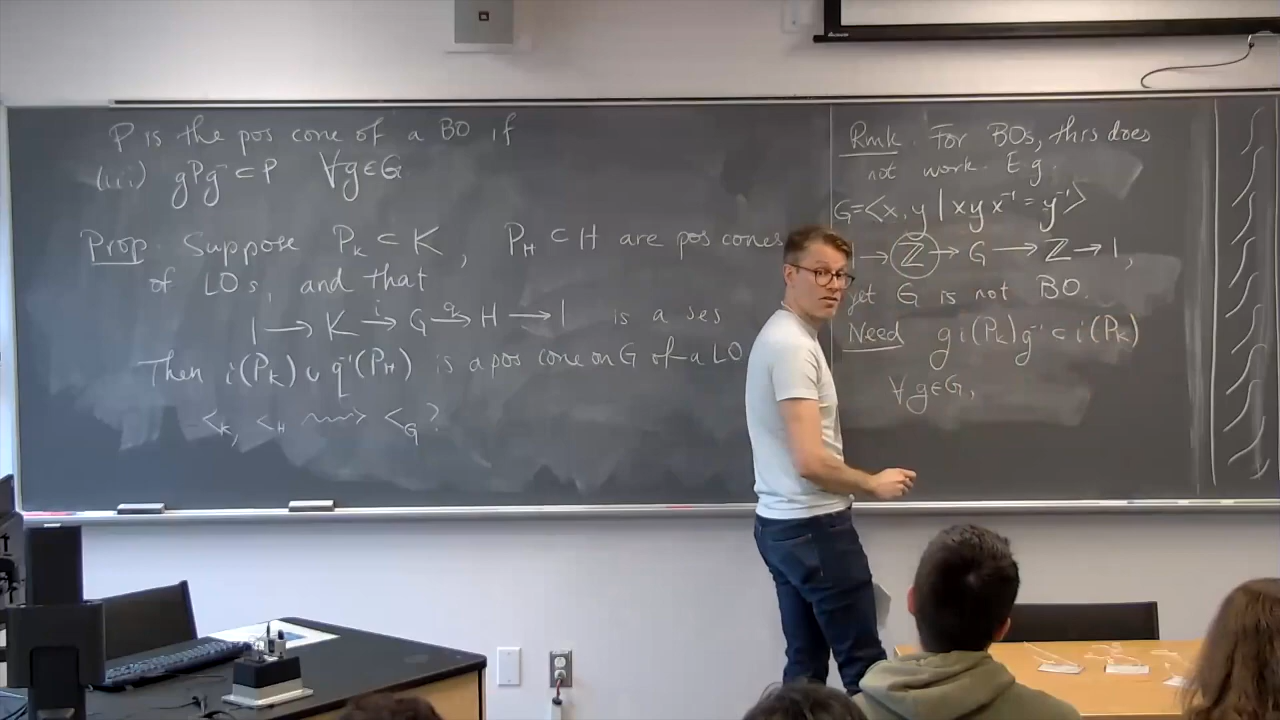 P is the pos cone of a BO if
(iii) gPg⁻¹ ⊂ P ∀g∈G
Prop. Suppose P_K ⊂ K, P_H ⊂ H are pos cones
of LOs, and that
1 → K →^i G →^q H → 1 is a ses
Then i(P_K) ∪ q⁻¹(P_H) is a pos cone on G of a LO
<_K, <_H ⇝ <_G?
Rmk. For BOs, this does
not work. E.g.
G=<x, y | x y x⁻¹ = y⁻¹>
→ ℤ → G → ℤ → 1,
yet G is not BO.
Need g i(P_K) g⁻¹ ⊂ i(P_K)
∀g∈G,